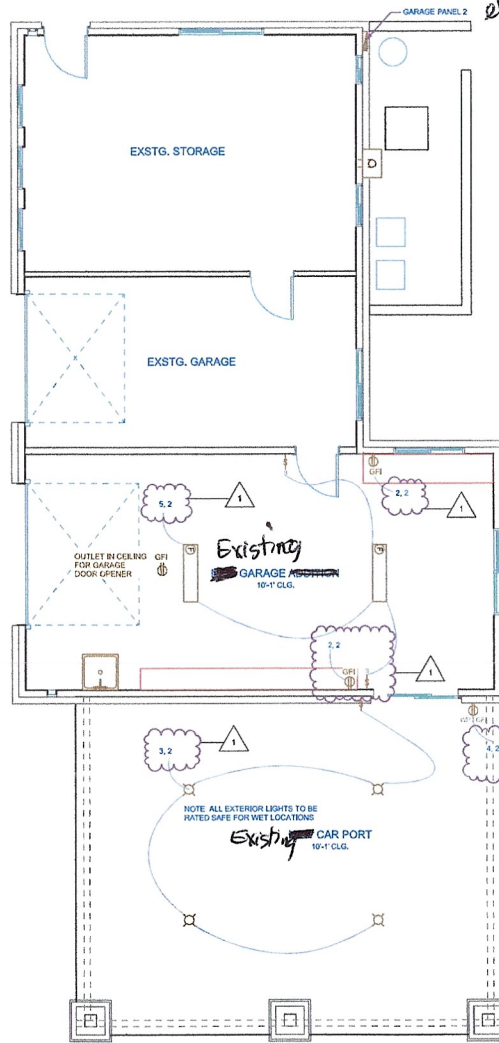 GARAGE PANEL 2
EXSTG. STORAGE
EXSTG. GARAGE
GFI
5, 2
1
2, 2
1
OUTLET IN CEILING
FOR GARAGE
DOOR OPENER
GFI
Existing
GARAGE ADDITION
10'-1" CLG.
2, 2
GFI
1
3, 2
1
4, 2
NOTE: ALL EXTERIOR LIGHTS TO BE
RATED SAFE FOR WET LOCATIONS
Existing CAR PORT
10'-1" CLG.